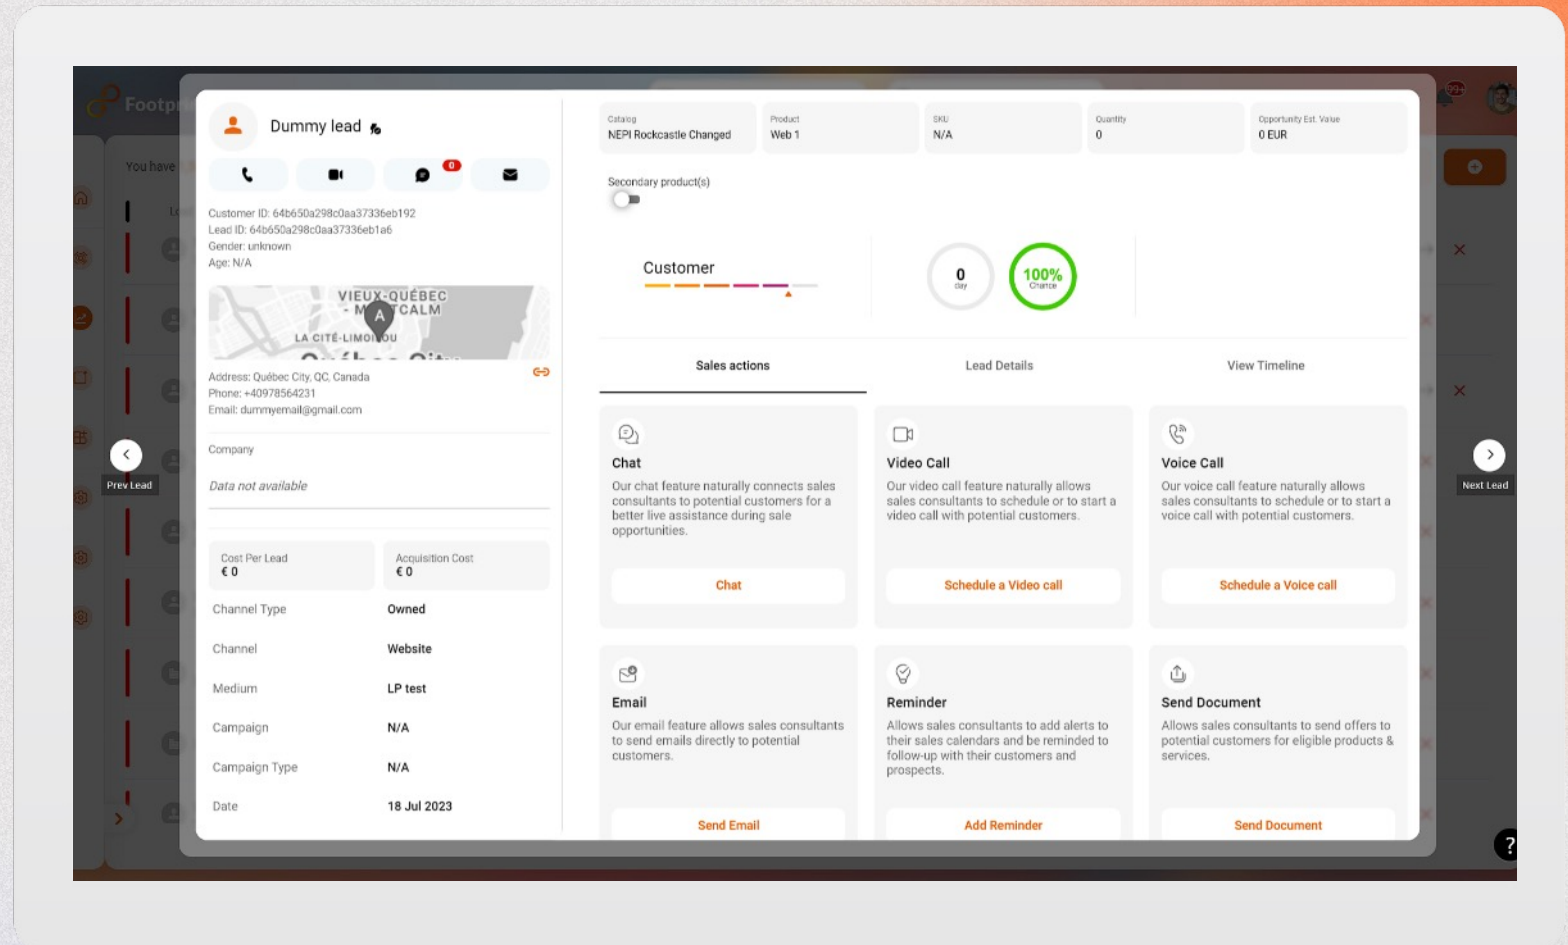 Footpri
99+
You have
Dummy lead
0
Customer ID: 64b650a298c0aa37336eb192
Lead ID: 64b650a298c0aa37336eb1a6
Gender: unknown
Age: N/A
VIEUX-QUÉBEC
A
LA CITÉ-LIMOILOU
Address: Québec City, QC, Canada
Phone: +40978564231
Email: dummyemail@gmail.com
Company
Data not available
Cost Per Lead
€ 0
Acquisition Cost
€ 0
Channel Type Owned
Channel Website
Medium LP test
Campaign N/A
Campaign Type N/A
Date 18 Jul 2023
Catalog
NEPI Rockcastle Changed
Product
Web 1
SKU
N/A
Quantity
0
Opportunity Est. Value
0 EUR
Secondary product(s)
Customer
0
day
100%
Chance
Sales actions
Lead Details
View Timeline
Chat
Our chat feature naturally connects sales
consultants to potential customers for a
better live assistance during sale
opportunities.
Chat
Video Call
Our video call feature naturally allows
sales consultants to schedule or to start a
video call with potential customers.
Schedule a Video call
Voice Call
Our voice call feature naturally allows
sales consultants to schedule or to start a
voice call with potential customers.
Schedule a Voice call
Email
Our email feature allows sales consultants
to send emails directly to potential
customers.
Send Email
Reminder
Allows sales consultants to add alerts to
their sales calendars and be reminded to
follow-up with their customers and
prospects.
Add Reminder
Send Document
Allows sales consultants to send offers to
potential customers for eligible products &
services.
Send Document
Prev Lead
Next Lead
?